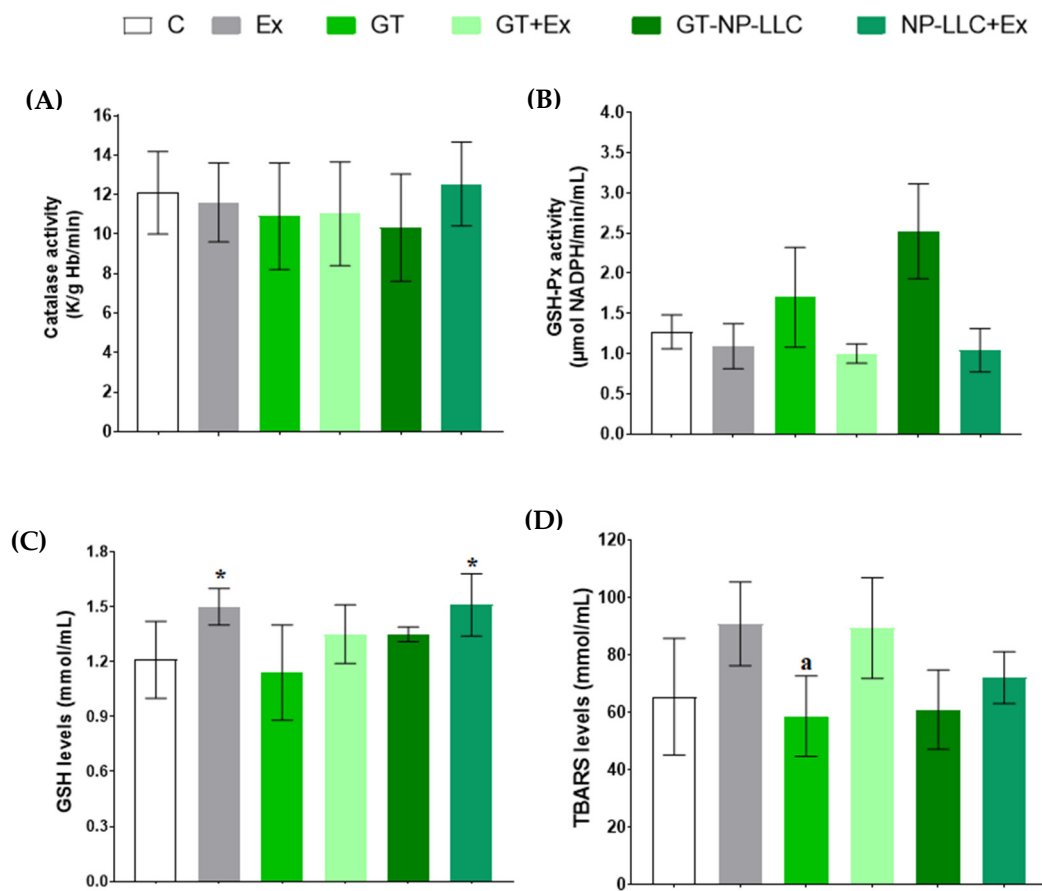 C Ex GT GT+Ex GT-NP-LLC NP-LLC+Ex
(A)
Catalase activity
(K/g Hb/min)
16
14
12
10
8
6
4
2
0
(B)
GSH-Px activity
(µmol NADPH/min/mL)
4.0
3.5
3.0
2.5
2.0
1.5
1.0
0.5
0.0
(C)
GSH levels (mmol/mL)
1.8
1.5
1.2
0.9
0.6
0.3
0.0
*
*
(D)
TBARS levels (mmol/mL)
120
100
80
60
40
20
0
a